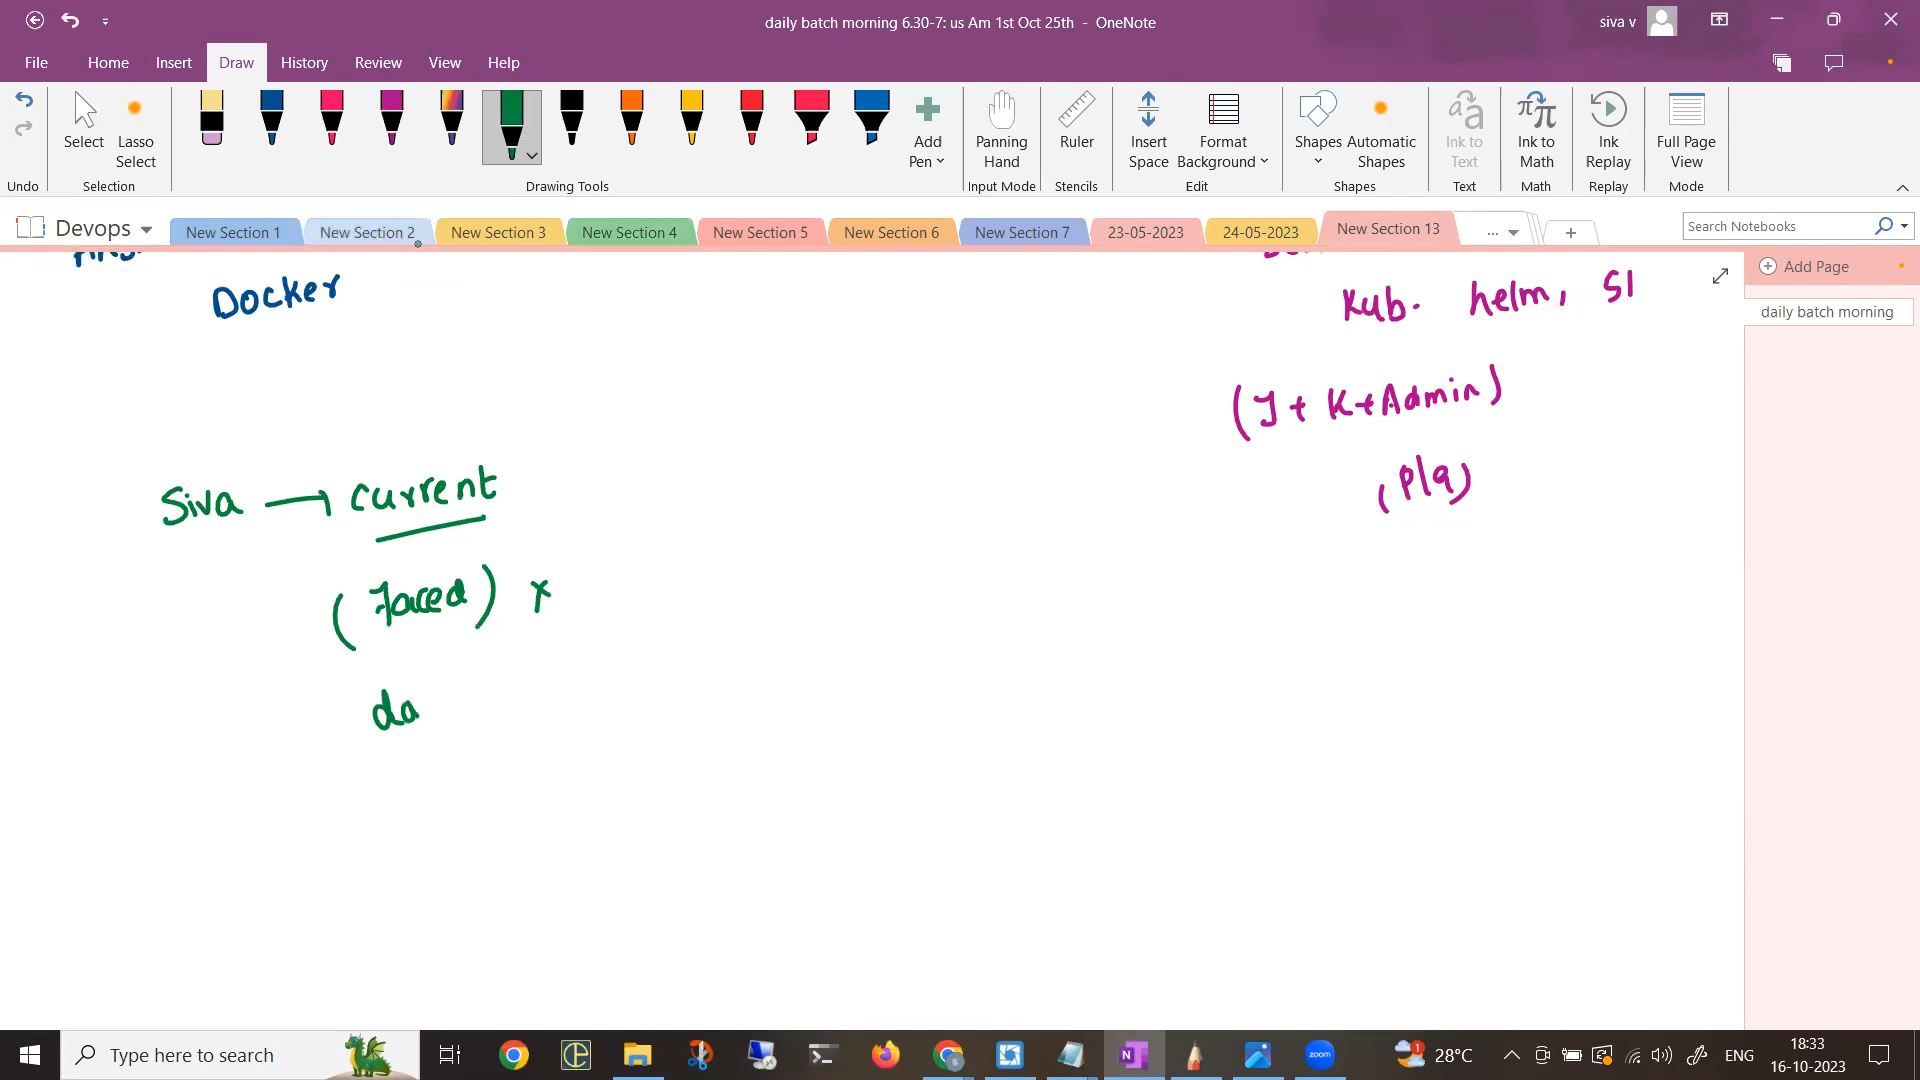 daily batch morning 6.30-7: us Am 1st Oct 25th - OneNote
siva v
File Home Insert Draw History Review View Help
Select
Lasso Select
Add Pen
Panning Hand
Ruler
Insert Space
Format Background
Shapes
Automatic Shapes
Ink to Text
Ink to Math
Ink Replay
Full Page View
Undo Selection Drawing Tools Input Mode Stencils Edit Shapes Text Math Replay Mode
Devops New Section 1 New Section 2 New Section 3 New Section 4 New Section 5 New Section 6 New Section 7 23-05-2023 24-05-2023 New Section 13 ... Search Notebooks
Add Page
daily batch morning
Docker
Kub. helm, Sl
(J + K + Admin)
(Plg)
Siva → current
(Faced) x
da
Type here to search
zoom
1
28°C
ENG
18:33
16-10-2023